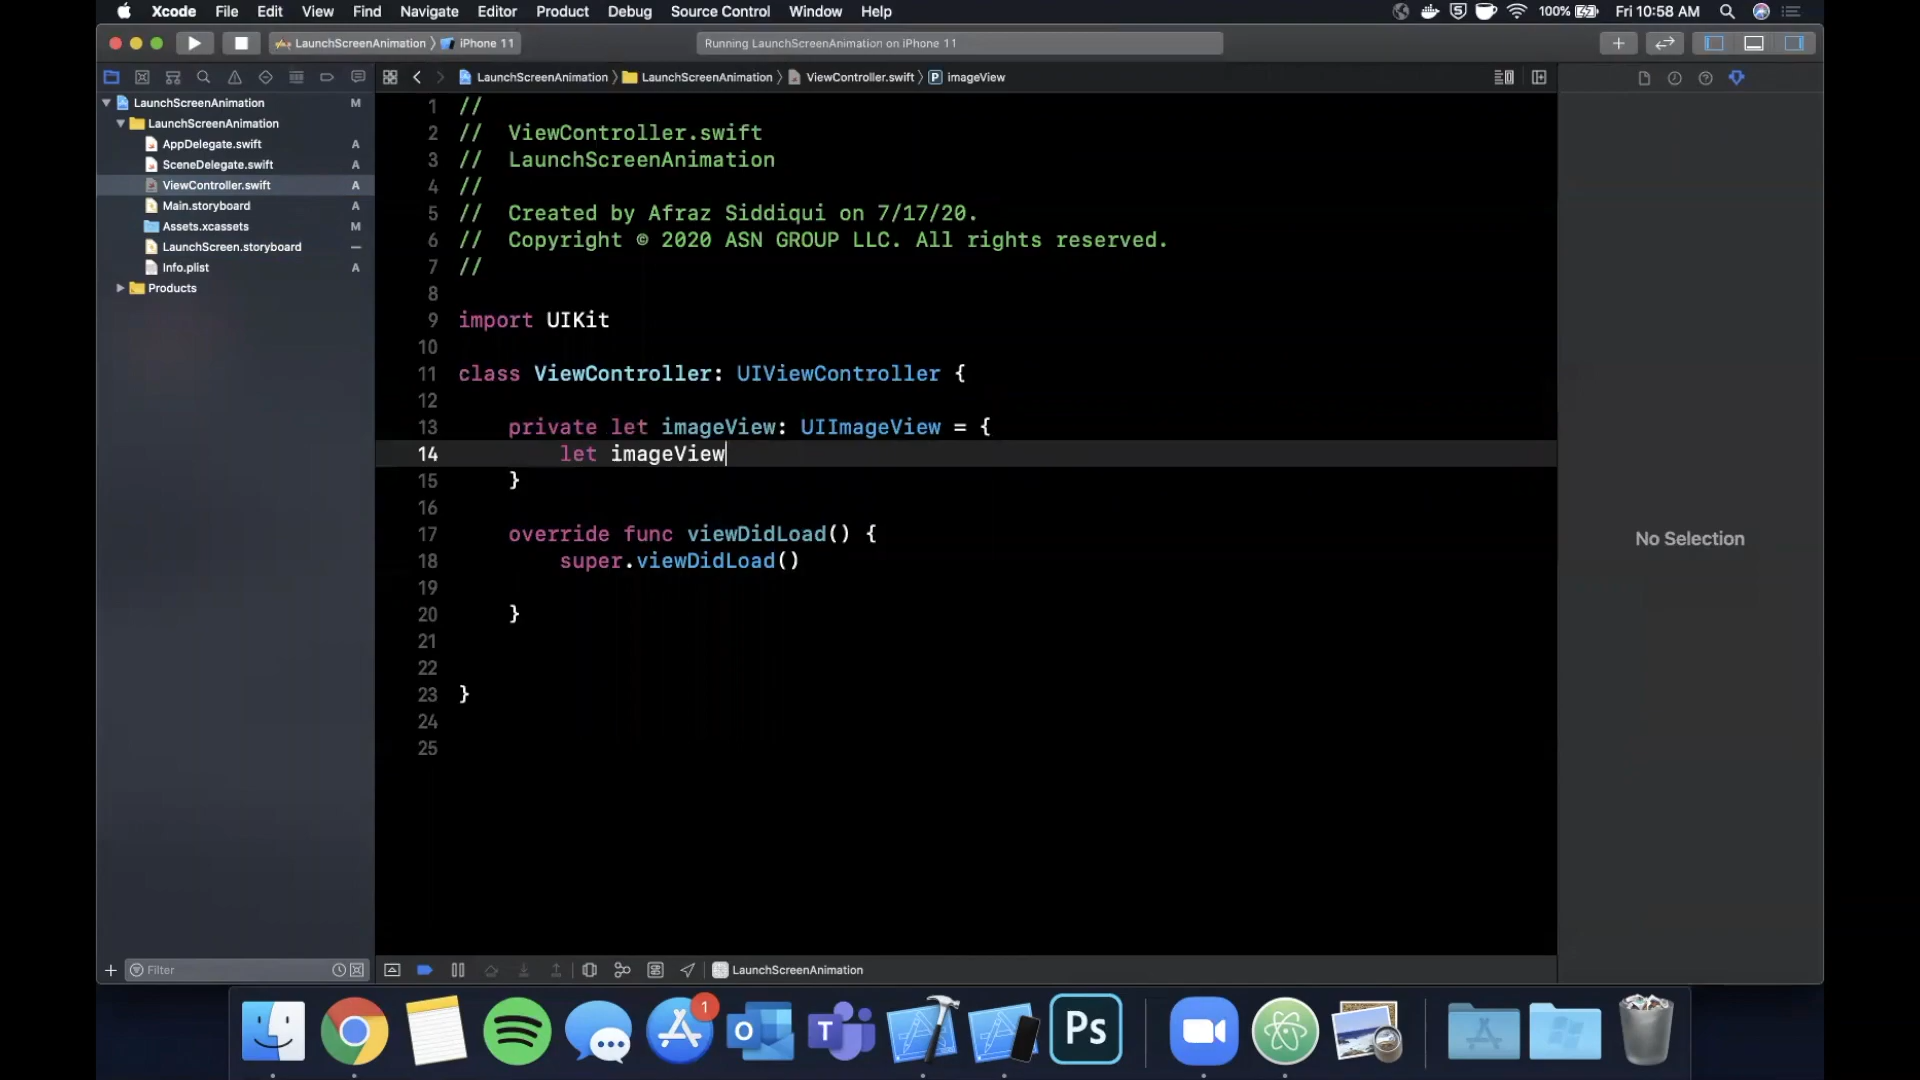 Xcode File Edit View Find Navigate Editor Product Debug Source Control Window Help 100% Fri 10:58 AM
LaunchScreenAnimation iPhone 11 Running LaunchScreenAnimation on iPhone 11
LaunchScreenAnimation LaunchScreenAnimation ViewController.swift P imageView
LaunchScreenAnimation M
LaunchScreenAnimation
AppDelegate.swift A
SceneDelegate.swift A
ViewController.swift A
Main.storyboard A
Assets.xcassets M
LaunchScreen.storyboard —
Info.plist A
Products
1 //
2 // ViewController.swift
3 // LaunchScreenAnimation
4 //
5 // Created by Afraz Siddiqui on 7/17/20.
6 // Copyright © 2020 ASN GROUP LLC. All rights reserved.
7 //
8
9 import UIKit
10
11 class ViewController: UIViewController {
12
13 private let imageView: UIImageView = {
14 let imageView
15 }
16
17 override func viewDidLoad() {
18 super.viewDidLoad()
19
20 }
21
22
23 }
24
25
No Selection
Filter
LaunchScreenAnimation
1
Ps